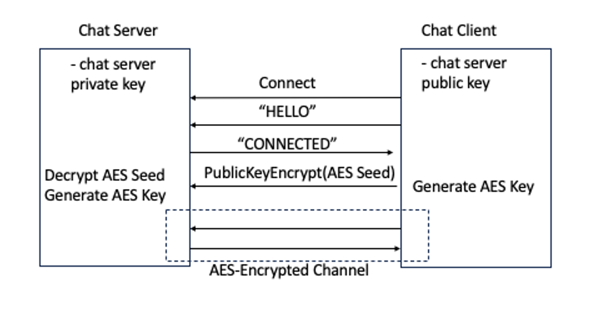 Chat Server
Chat Client
- chat server
private key
- chat server
public key
Connect
“HELLO”
“CONNECTED”
PublicKeyEncrypt(AES Seed)
Decrypt AES Seed
Generate AES Key
Generate AES Key
AES-Encrypted Channel